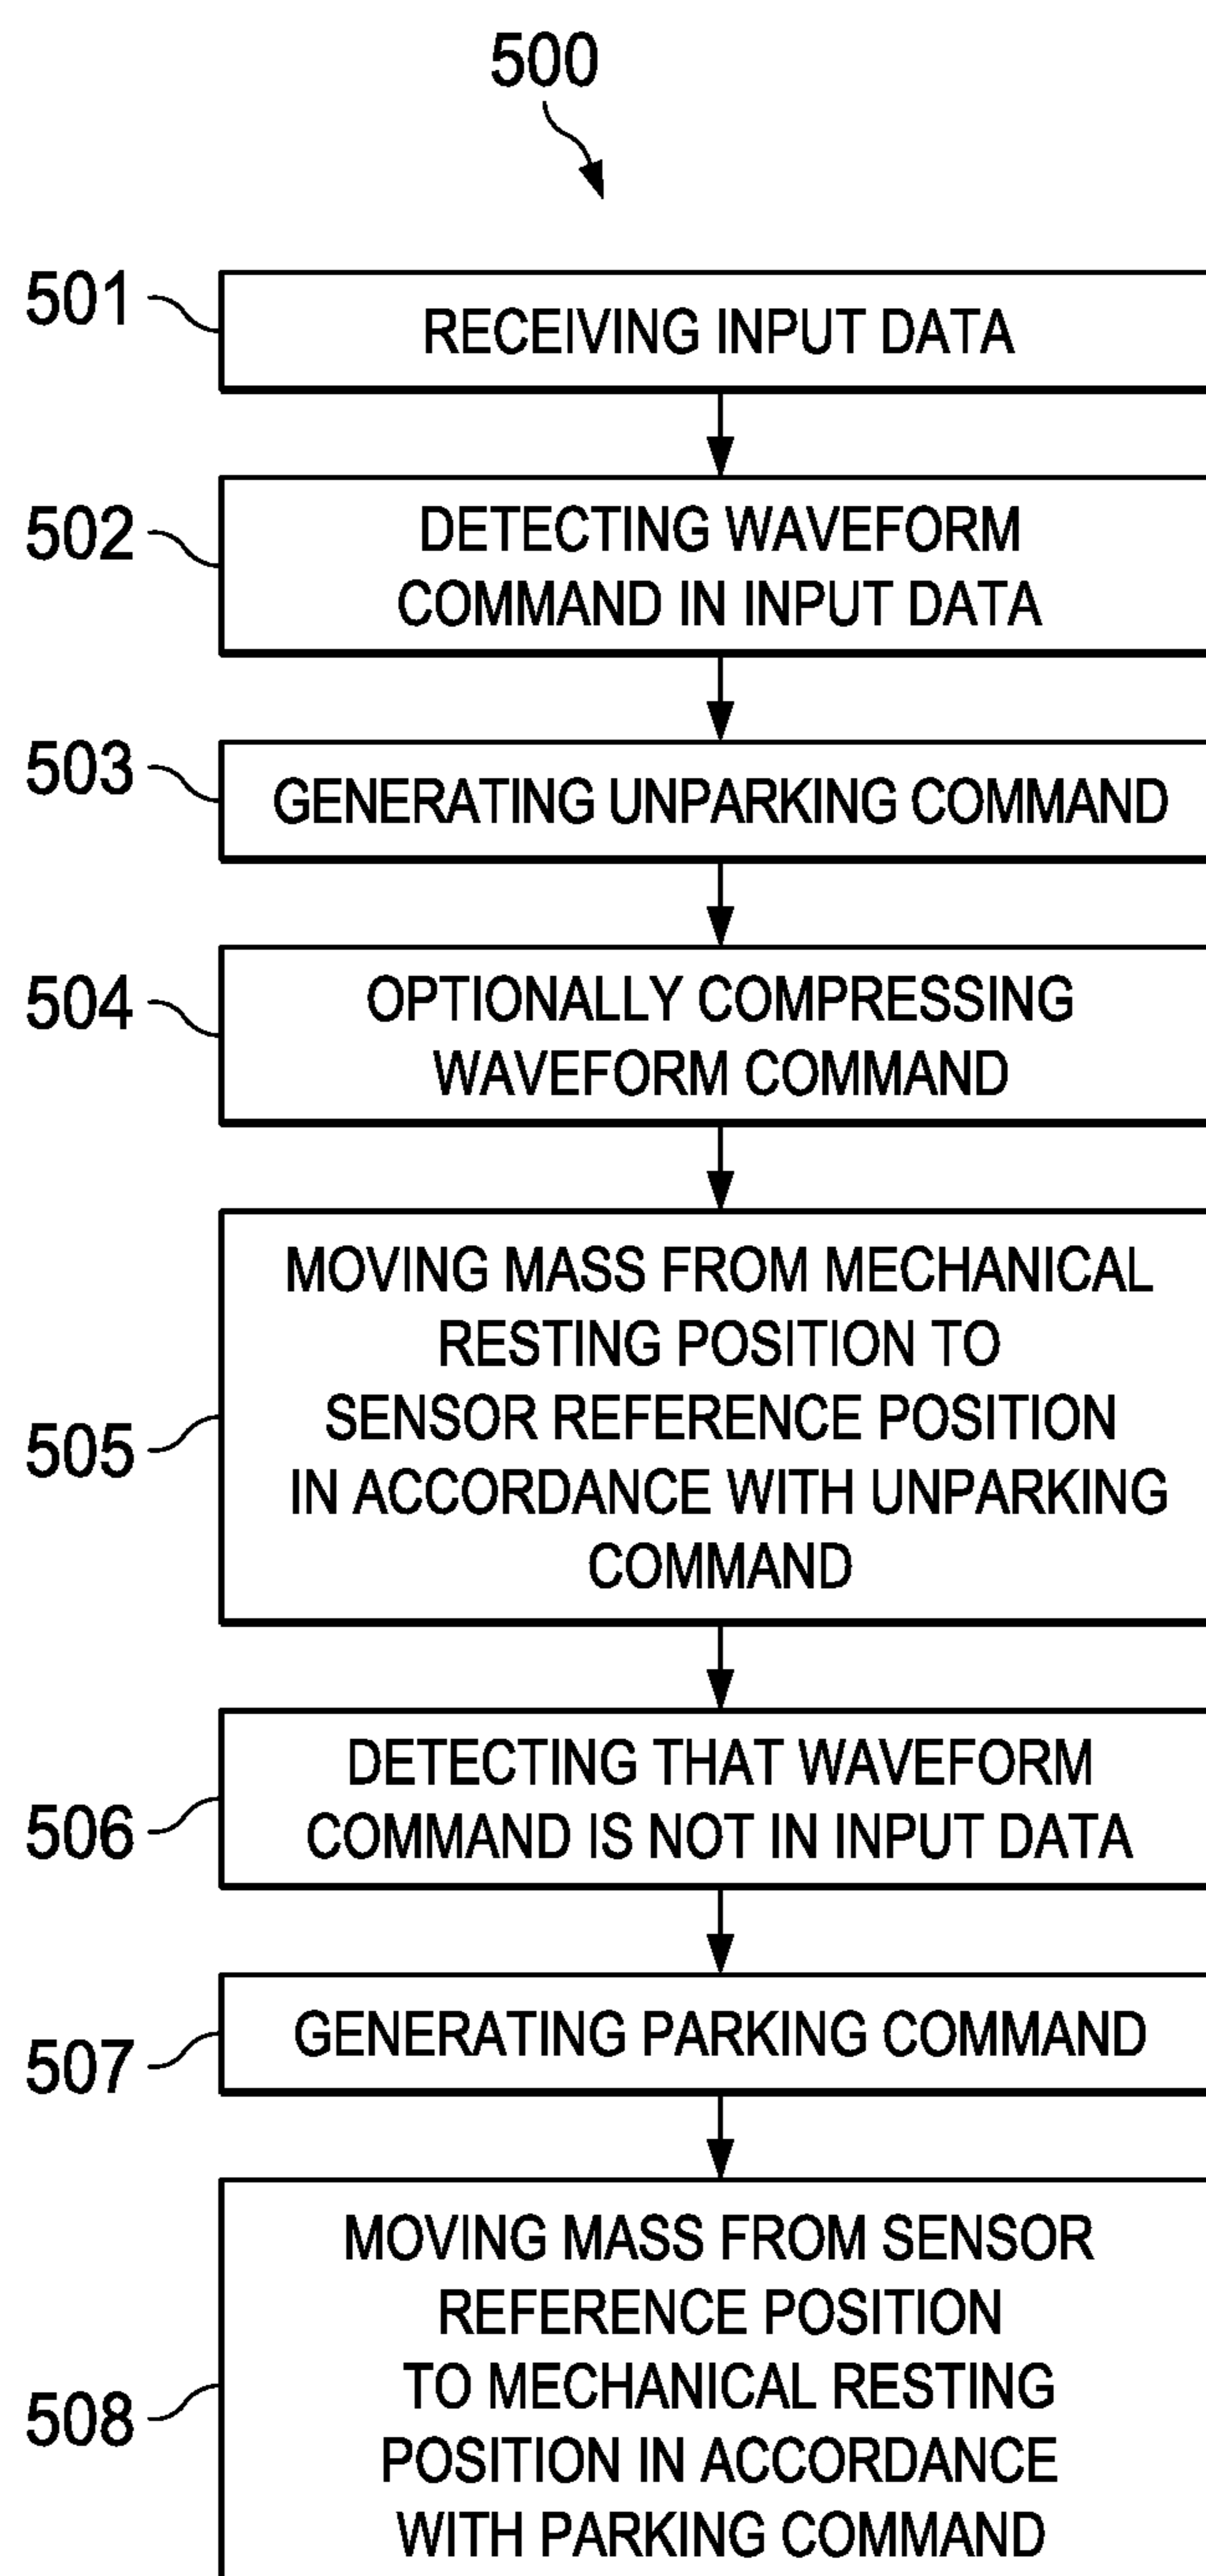 500
501
RECEIVING INPUT DATA
502
DETECTING WAVEFORM
COMMAND IN INPUT DATA
503
GENERATING UNPARKING COMMAND
504
OPTIONALLY COMPRESSING
WAVEFORM COMMAND
505
MOVING MASS FROM MECHANICAL
RESTING POSITION TO
SENSOR REFERENCE POSITION
IN ACCORDANCE WITH UNPARKING
COMMAND
506
DETECTING THAT WAVEFORM
COMMAND IS NOT IN INPUT DATA
507
GENERATING PARKING COMMAND
508
MOVING MASS FROM SENSOR
REFERENCE POSITION
TO MECHANICAL RESTING
POSITION IN ACCORDANCE
WITH PARKING COMMAND